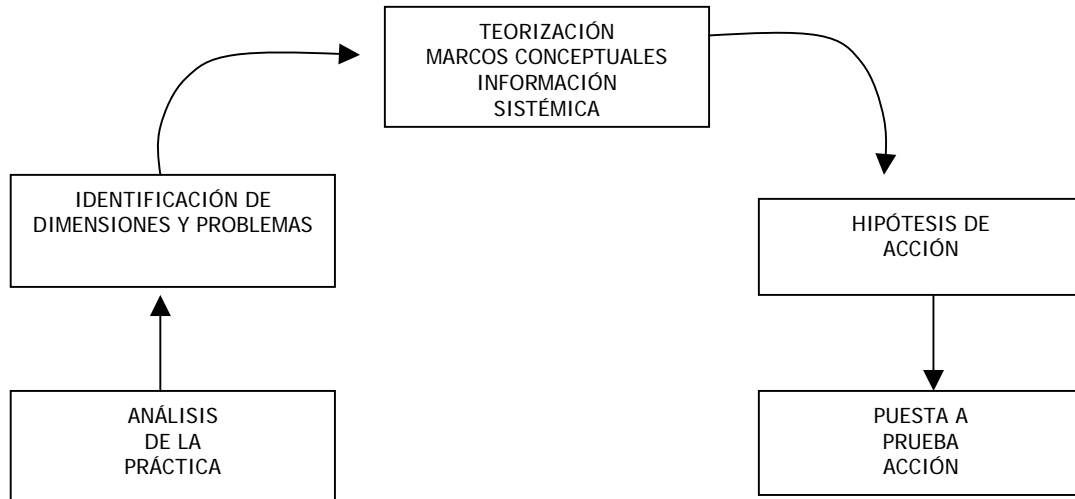 TEORIZACIÓN
MARCOS CONCEPTUALES
INFORMACIÓN
SISTÉMICA
IDENTIFICACIÓN DE
DIMENSIONES Y PROBLEMAS
HIPÓTESIS DE
ACCIÓN
ANÁLISIS
DE LA
PRÁCTICA
PUESTA A
PRUEBA
ACCIÓN